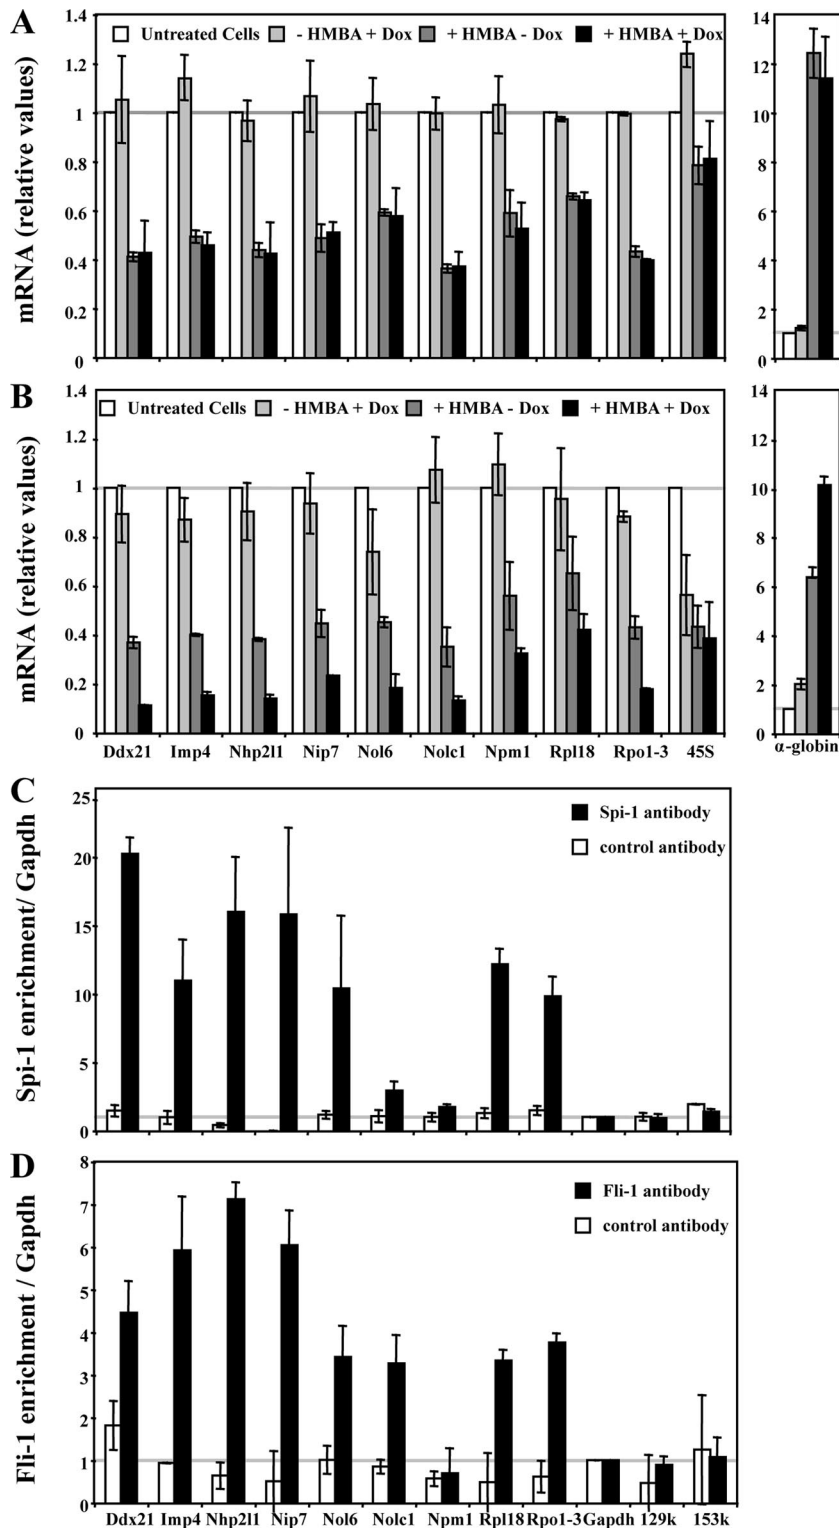 A
Untreated Cells - HMBA + Dox + HMBA - Dox + HMBA + Dox
mRNA (relative values)
1.4
1.2
1
0.8
0.6
0.4
0.2
0
14
12
10
8
6
4
2
1
0
B
Untreated Cells - HMBA + Dox + HMBA - Dox + HMBA + Dox
mRNA (relative values)
1.4
1.2
1
0.8
0.6
0.4
0.2
0
Ddx21 Imp4 Nhp2l1 Nip7 Nol6 Nolc1 Npm1 Rpl18 Rpo1-3 45S
14
12
10
8
6
4
2
1
0
α-globin
C
Spi-1 antibody
control antibody
Spi-1 enrichment/ Gapdh
25
20
15
10
5
1
0
D
Fli-1 antibody
control antibody
Fli-1 enrichment / Gapdh
8
7
6
5
4
3
2
1
0
Ddx21 Imp4 Nhp2l1 Nip7 Nol6 Nolc1 Npm1 Rpl18 Rpo1-3 Gapdh 129k 153k